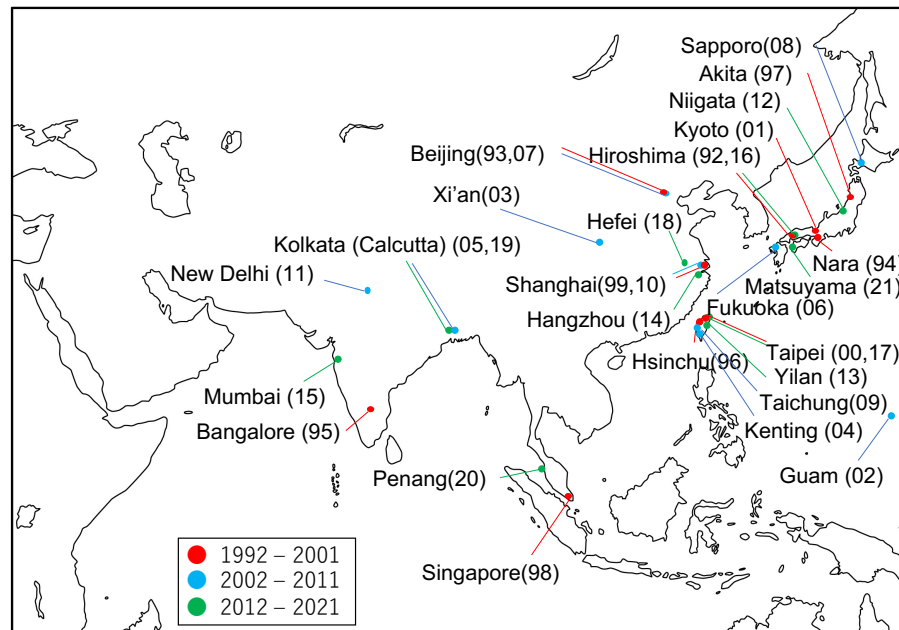 Sapporo(08)
Akita (97)
Niigata (12)
Kyoto (01)
Beijing(93,07)
Hiroshima (92,16)
Xi'an(03)
Hefei (18)
Kolkata (Calcutta) (05,19)
Nara (94)
New Delhi (11)
Shanghai(99,10)
Matsuyama (21)
Fukuoka (06)
Hangzhou (14)
Taipei (00,17)
Hsinchu(96)
Yilan (13)
Mumbai (15)
Taichung(09)
Bangalore (95)
Kenting (04)
Penang(20)
Guam (02)
Singapore(98)
1992 – 2001
2002 – 2011
2012 – 2021